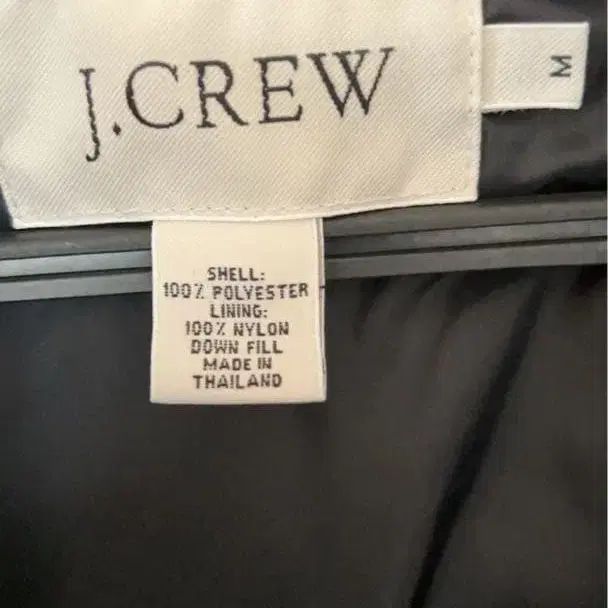 J.CREW
M
SHELL:
100% POLYESTER
LINING:
100% NYLON
DOWN FILL
MADE IN
THAILAND